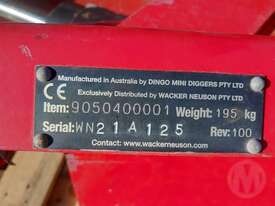 Manufactured in Australia by DINGO MINI DIGGERS PTY LTD
CE Exclusively Distributed by WACKER NEUSON PTY LTD
Item: 9050400001 Weight: 195 kg
Serial: WN21A125 Rev: 100
Contact: www.wackerneuson.com